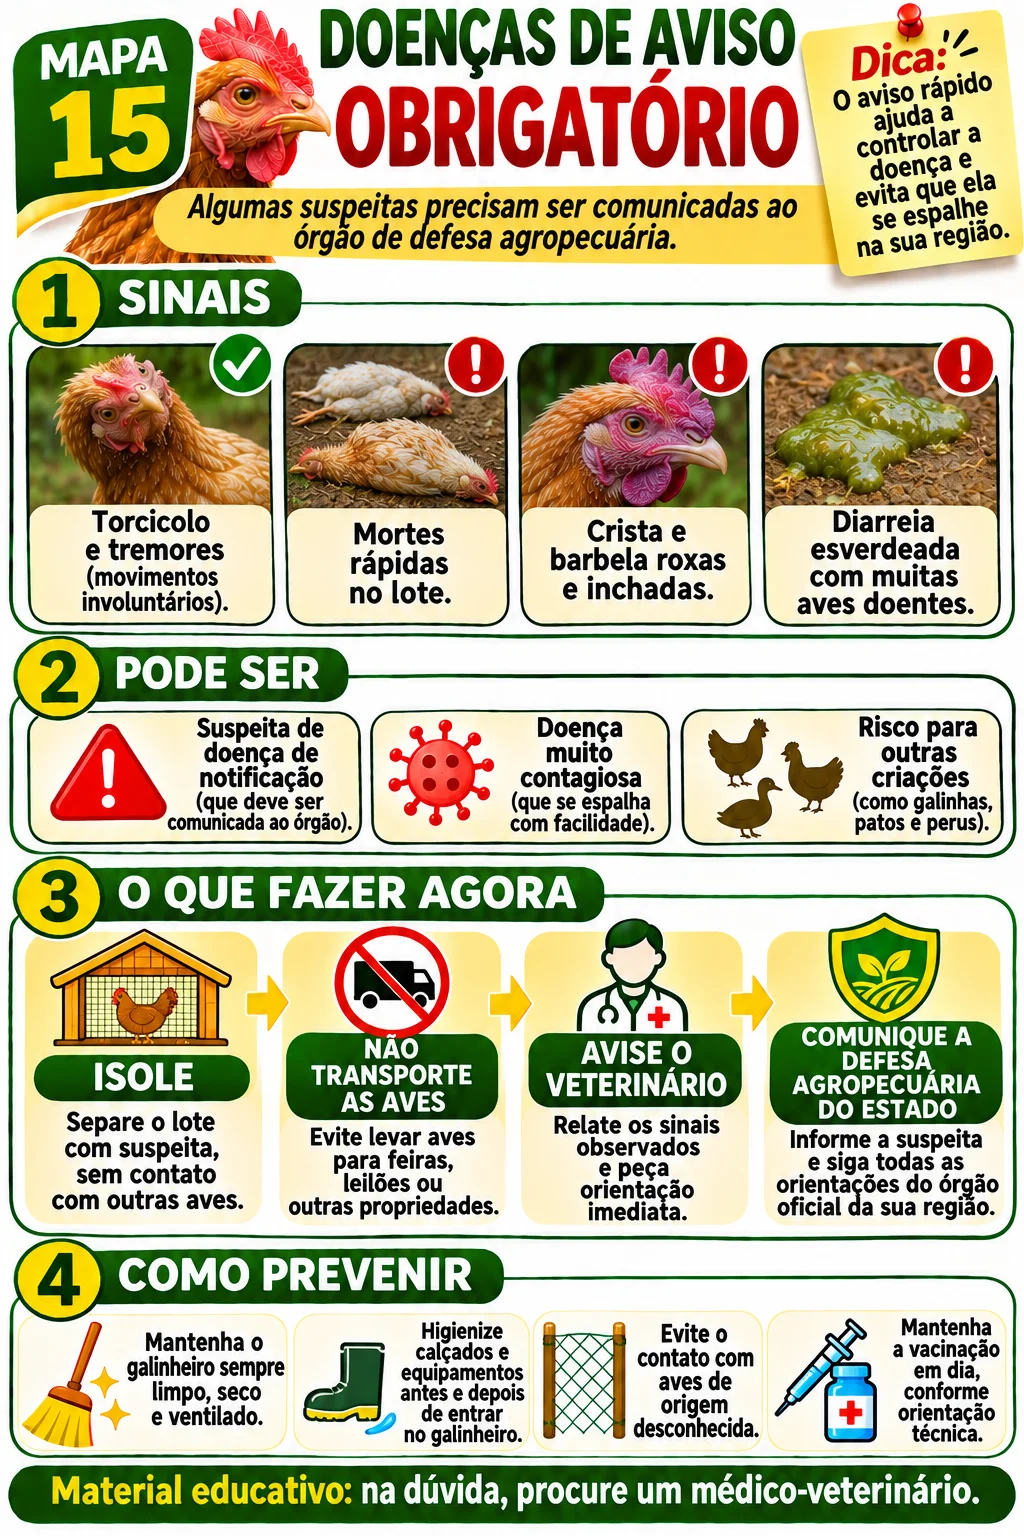 MAPA
15
DOENÇAS DE AVISO
OBRIGATÓRIO
Algumas suspeitas precisam ser comunicadas ao
órgão de defesa agropecuária.
Dica:
O aviso rápido
ajuda a
controlar a
doença e
evita que ela
se espalhe
na sua região.
1 SINAIS
Torcicolo
e tremores
(movimentos
involuntários).
Mortes
rápidas
no lote.
Crista e
barbela roxas
e inchadas.
Diarreia
esverdeada
com muitas
aves doentes.
2 PODE SER
Suspeita de
doença de
notificação
(que deve ser
comunicada ao órgão).
Doença
muito
contagiosa
(que se espalha
com facilidade).
Risco para
outras
criações
(como galinhas,
patos e perus).
3 O QUE FAZER AGORA
ISOLE
Separe o lote
com suspeita,
sem contato
com outras aves.
NÃO
TRANSPORTE
AS AVES
Evite levar aves
para feiras,
leilões ou
outras propriedades.
AVISE O
VETERINÁRIO
Relate os sinais
observados
e peça
orientação
imediata.
COMUNIQUE A
DEFESA
AGROPECUÁRIA
DO ESTADO
Informe a suspeita
e siga todas as
orientações do órgão
oficial da sua região.
4 COMO PREVENIR
Mantenha o
galinheiro sempre
limpo, seco
e ventilado.
Higienize
calçados e
equipamentos
antes e depois
de entrar
no galinheiro.
Evite o
contato com
aves de
origem
desconhecida.
Mantenha
a vacinação
em dia,
conforme
orientação
técnica.
Material educativo: na dúvida, procure um médico-veterinário.